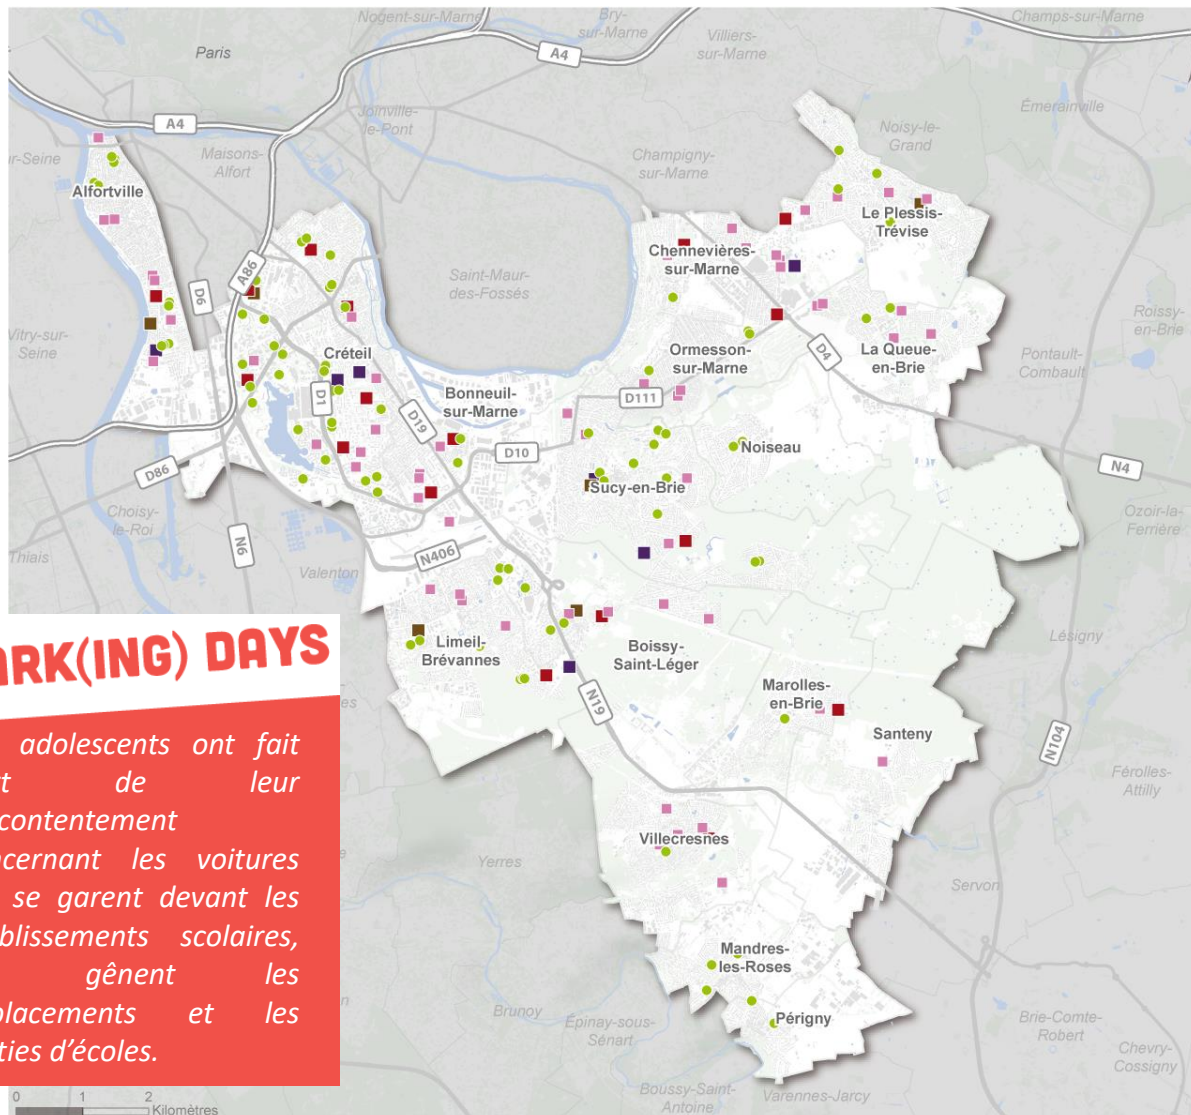 Nogent-sur-Marne
Bry-
sur-Marne
Champs-sur-Marne
Paris
A4
Villiers-
sur-Marne
Joinville-
le-Pont
Émerainville
A4
Noisy-le-
Grand
Maisons-
Alfort
Champigny-
sur-Marne
ur-Seine
Alfortville
Le Plessis-
Trévise
Chennevières-
sur-Marne
A86
Saint-Maur-
des-Fossés
D6
Roissy-
en-Brie
Vitry-sur-
Seine
Créteil
Ormesson-
sur-Marne
D4
La Queue-
en-Brie
Pontault-
Combault
D1
Bonneuil-
sur-Marne
D111
D19
Noiseau
D10
N4
D86
Sucy-en-Brie
Choisy-
le-Roi
Ozoir-la-
Ferrière
N6
Thiais
N406
Valenton
Limeil-
Brévannes
Boissy-
Saint-Léger
Lésigny
N19
Marolles-
en-Brie
Santeny
N104
Férolles-
Attilly
Villecresnes
Yerres
Servon
Mandres-
les-Roses
Brunoy
Épinay-sous-
Sénart
Périgny
Brie-Comte-
Robert
Chevry-
Cossigny
Boussy-Saint-
Antoine
Varennes-Jarcy
ARK(ING) DAYS
adolescents ont fait
t de leur
contentement
ncernant les voitures
se garent devant les
blissements scolaires,
gênent les
placements et les
ties d'écoles.
0 1 2
Kilomètres